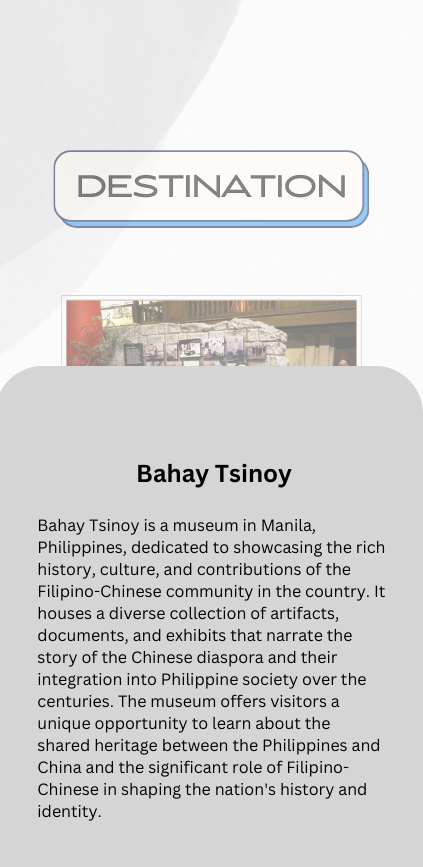 DESTINATION
Bahay Tsinoy
Bahay Tsinoy is a museum in Manila,
Philippines, dedicated to showcasing the rich
history, culture, and contributions of the
Filipino-Chinese community in the country. It
houses a diverse collection of artifacts,
documents, and exhibits that narrate the
story of the Chinese diaspora and their
integration into Philippine society over the
centuries. The museum offers visitors a
unique opportunity to learn about the
shared heritage between the Philippines and
China and the significant role of Filipino-
Chinese in shaping the nation's history and
identity.